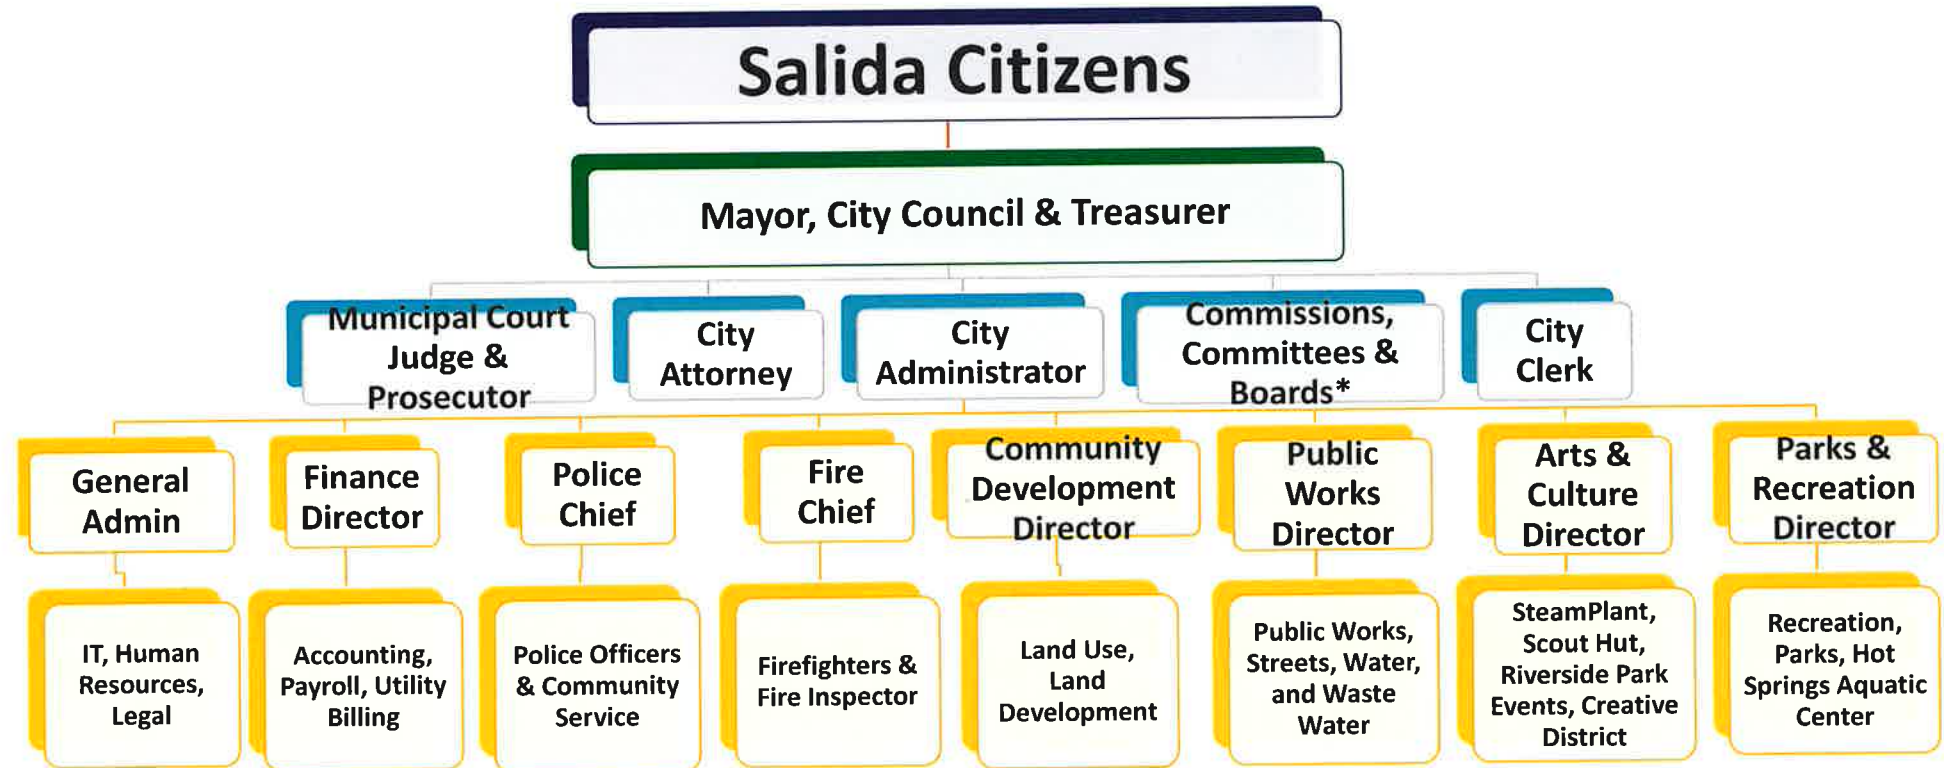 Salida Citizens
Mayor, City Council & Treasurer
Municipal Court
Judge &
Prosecutor
City
Attorney
City
Administrator
Commissions,
Committees &
Boards*
City
Clerk
General
Admin
Finance
Director
Police
Chief
Fire
Chief
Community
Development
Director
Public
Works
Director
Arts &
Culture
Director
Parks &
Recreation
Director
IT, Human
Resources,
Legal
Accounting,
Payroll, Utility
Billing
Police Officers
& Community
Service
Firefighters &
Fire Inspector
Land Use,
Land
Development
Public Works,
Streets, Water,
and Waste
Water
SteamPlant,
Scout Hut,
Riverside Park
Events, Creative
District
Recreation,
Parks, Hot
Springs Aquatic
Center